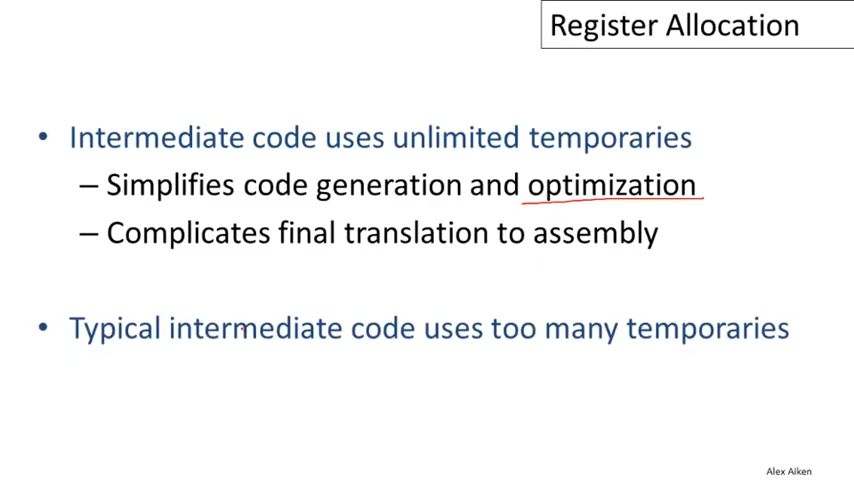 Register Allocation
• Intermediate code uses unlimited temporaries
– Simplifies code generation and optimization
– Complicates final translation to assembly
• Typical intermediate code uses too many temporaries
Alex Aiken